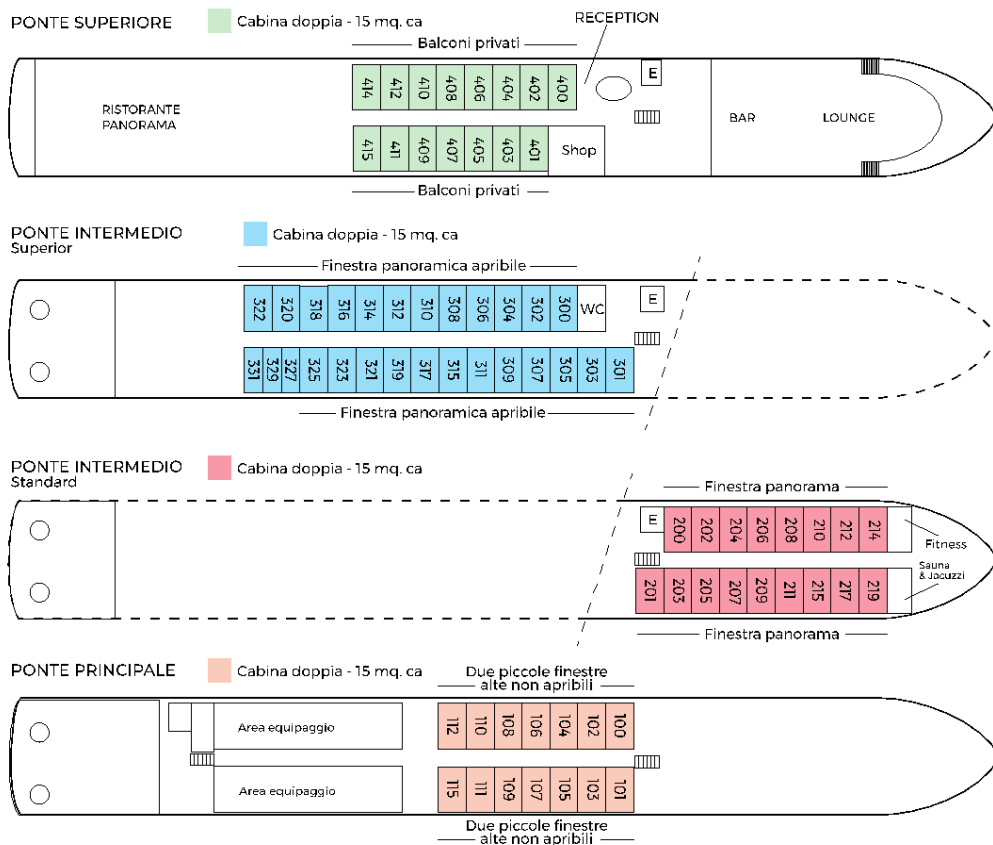 PONTE SUPERIORE
Cabina doppia - 15 mq. ca
RECEPTION
Balconi privati
414 412 410 408 406 404 402 400
E
RISTORANTE
PANORAMA
BAR
LOUNGE
415 411 409 407 405 403 401
Shop
Balconi privati
PONTE INTERMEDIO
Superior
Cabina doppia - 15 mq. ca
Finestra panoramica apribile
322 320 318 316 314 312 310 308 306 304 302 300
WC
E
331 329 327 325 323 321 319 317 315 311 309 307 305 303 301
Finestra panoramica apribile
PONTE INTERMEDIO
Standard
Cabina doppia - 15 mq. ca
Finestra panorama
E
200 202 204 206 208 210 212 214
Fitness
Sauna
& Jacuzzi
201 203 205 207 209 211 215 217 219
Finestra panorama
PONTE PRINCIPALE
Cabina doppia - 15 mq. ca
Due piccole finestre
alte non apribili
Area equipaggio
112 110 108 106 104 102 100
Area equipaggio
115 111 109 107 105 103 101
Due piccole finestre
alte non apribili